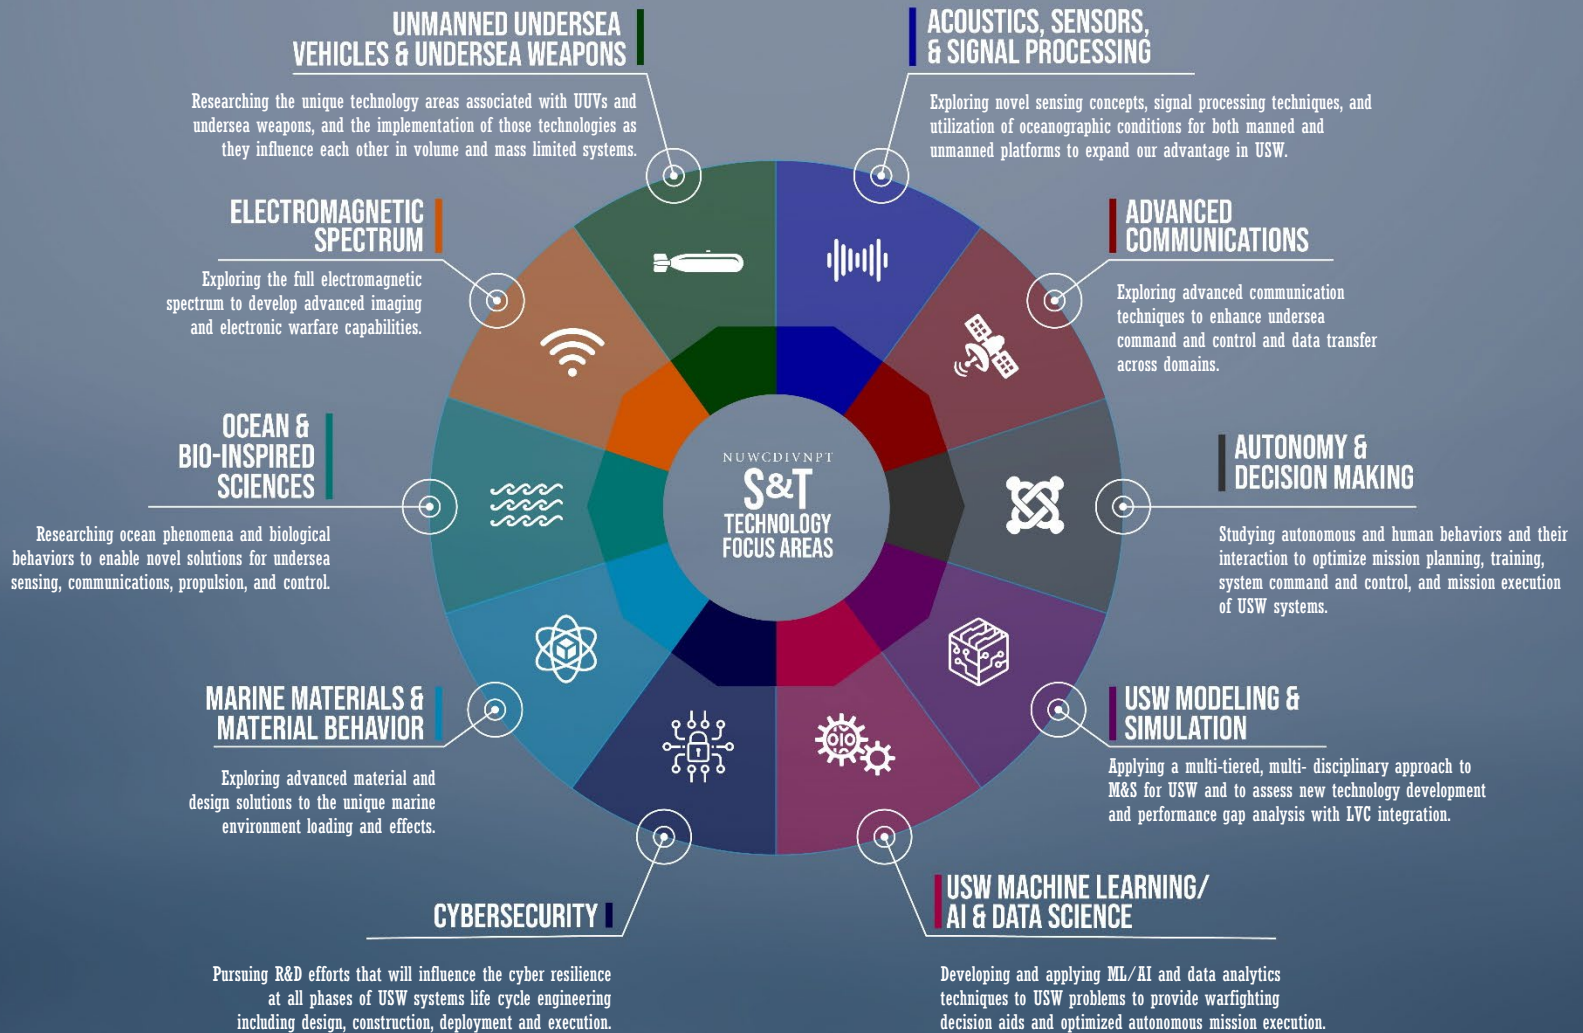 UNMANNED UNDERSEA
VEHICLES & UNDERSEA WEAPONS
Researching the unique technology areas associated with UUVs and
undersea weapons, and the implementation of those technologies as
they influence each other in volume and mass limited systems.
ACOUSTICS, SENSORS,
& SIGNAL PROCESSING
Exploring novel sensing concepts, signal processing techniques, and
utilization of oceanographic conditions for both manned and
unmanned platforms to expand our advantage in USW.
ELECTROMAGNETIC
SPECTRUM
Exploring the full electromagnetic
spectrum to develop advanced imaging
and electronic warfare capabilities.
ADVANCED
COMMUNICATIONS
Exploring advanced communication
techniques to enhance undersea
command and control and data transfer
across domains.
OCEAN &
BIO-INSPIRED
SCIENCES
Researching ocean phenomena and biological
behaviors to enable novel solutions for undersea
sensing, communications, propulsion, and control.
NUWCDIVNPT
S&T
TECHNOLOGY
FOCUS AREAS
AUTONOMY &
DECISION MAKING
Studying autonomous and human behaviors and their
interaction to optimize mission planning, training,
system command and control, and mission execution
of USW systems.
MARINE MATERIALS &
MATERIAL BEHAVIOR
Exploring advanced material and
design solutions to the unique marine
environment loading and effects.
USW MODELING &
SIMULATION
Applying a multi-tiered, multi- disciplinary approach to
M&S for USW and to assess new technology development
and performance gap analysis with LVC integration.
CYBERSECURITY
Pursuing R&D efforts that will influence the cyber resilience
at all phases of USW systems life cycle engineering
including design, construction, deployment and execution.
OIO
USW MACHINE LEARNING/
AI & DATA SCIENCE
Developing and applying ML/AI and data analytics
techniques to USW problems to provide warfighting
decision aids and optimized autonomous mission execution.